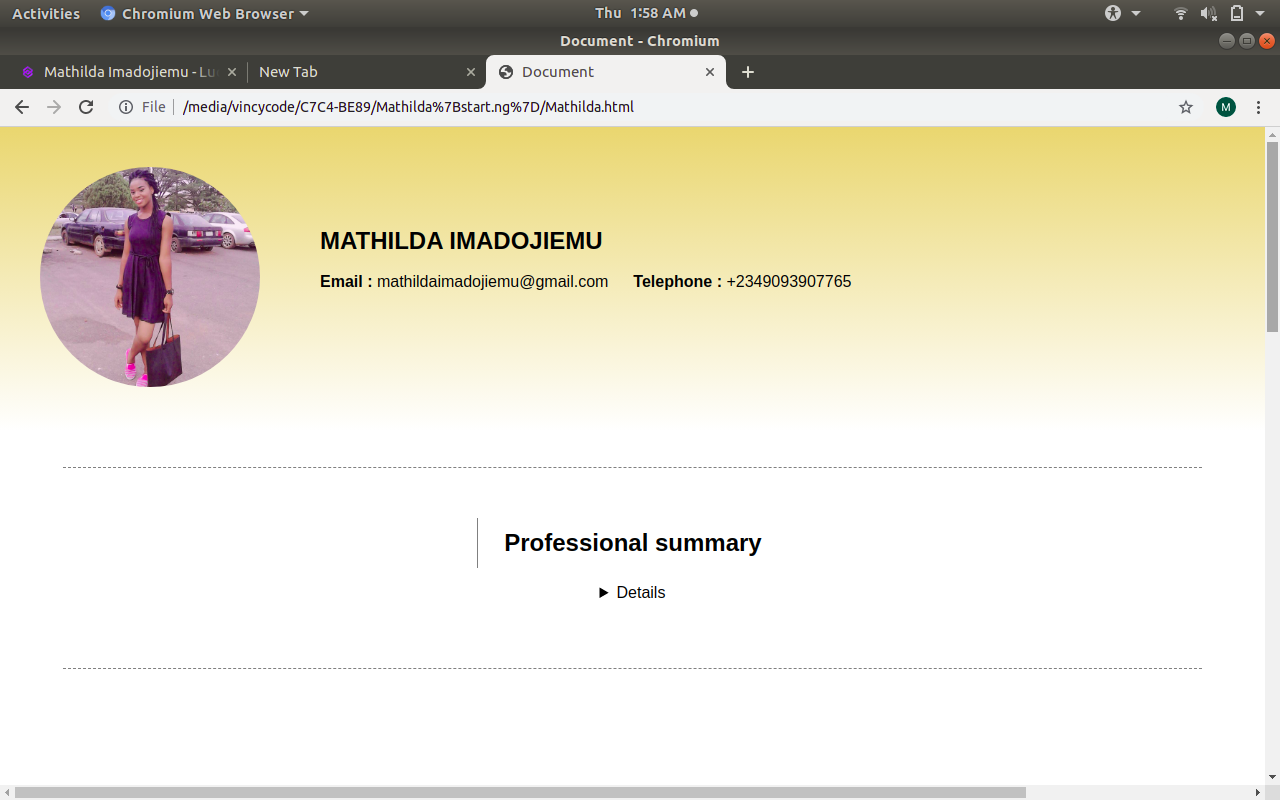 Activities Chromium Web Browser Thu 1:58 AM
Document - Chromium
Mathilda Imadojiemu - Lu New Tab Document
File /media/vincycode/C7C4-BE89/Mathilda%7Bstart.ng%7D/Mathilda.html M
MATHILDA IMADOJIEMU
Email : mathildaimadojiemu@gmail.com Telephone : +2349093907765
Professional summary
Details